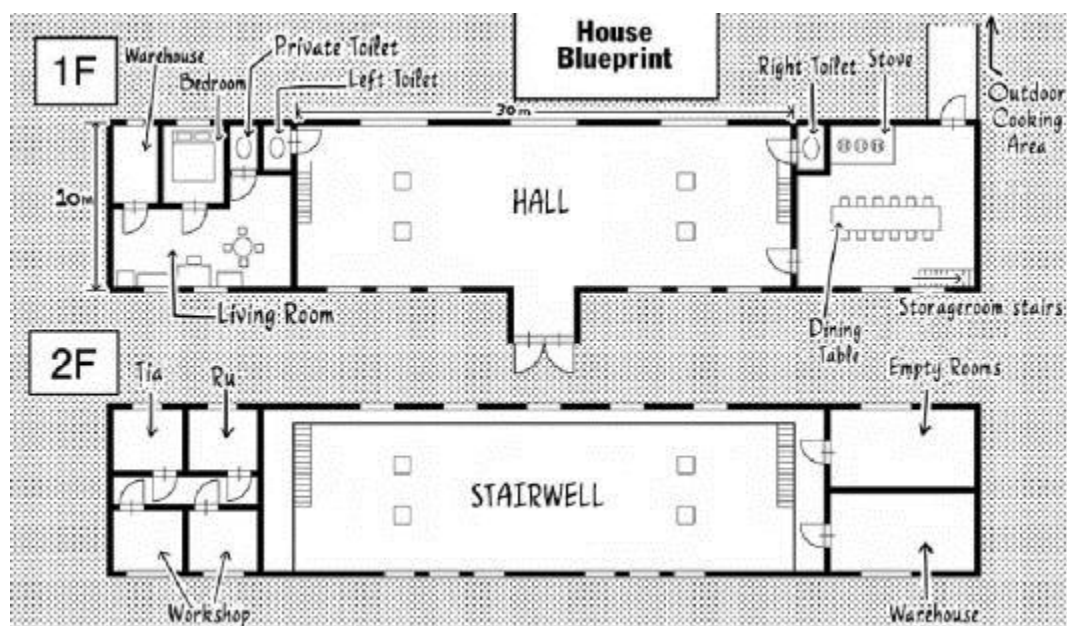 House
Blueprint
1F
Warehouse
Bedroom
Private Toilet
Left Toilet
30m
Right Toilet
Stove
Outdoor
Cooking
Area
10m
HALL
Living Room
Dining
Table
Storageroom stairs
2F
Tia
Ru
Empty Rooms
STAIRWELL
Workshop
Warehouse